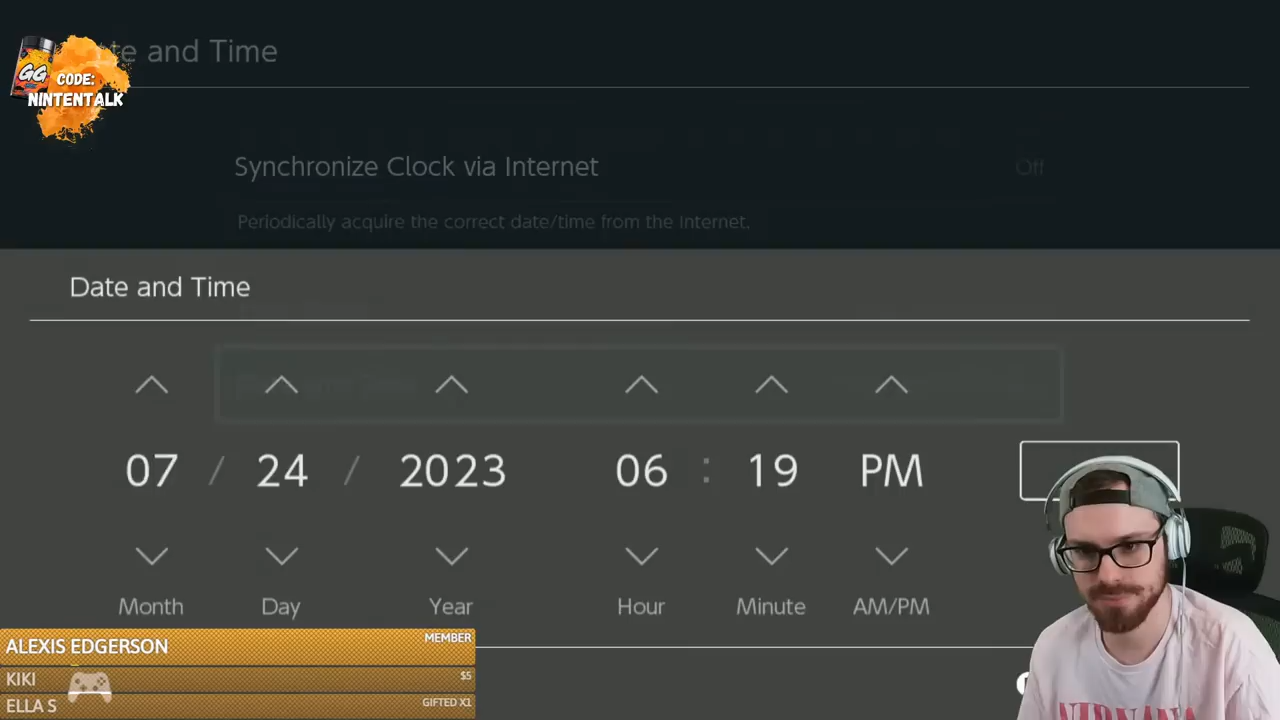 GG
CODE:
NINTENTALK
te and Time
Synchronize Clock via Internet Off
Periodically acquire the correct date/time from the Internet.
Date and Time
07 / 24 / 2023 06 : 19 PM
Month Day Year Hour Minute AM/PM
ALEXIS EDGERSON MEMBER
KIKI $5
ELLA S GIFTED X1
NIRVANA